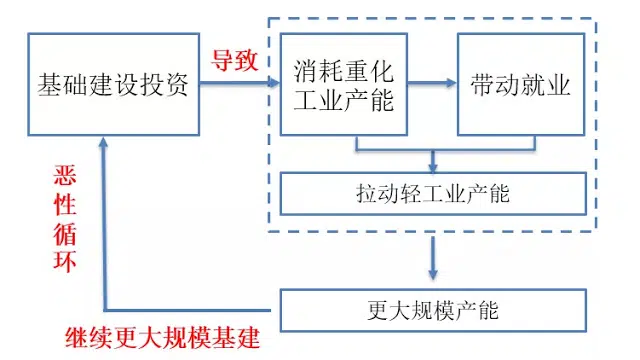 基础建设投资
导致
消耗重化
工业产能
带动就业
拉动轻工业产能
恶
性
循
环
更大规模产能
继续更大规模基建